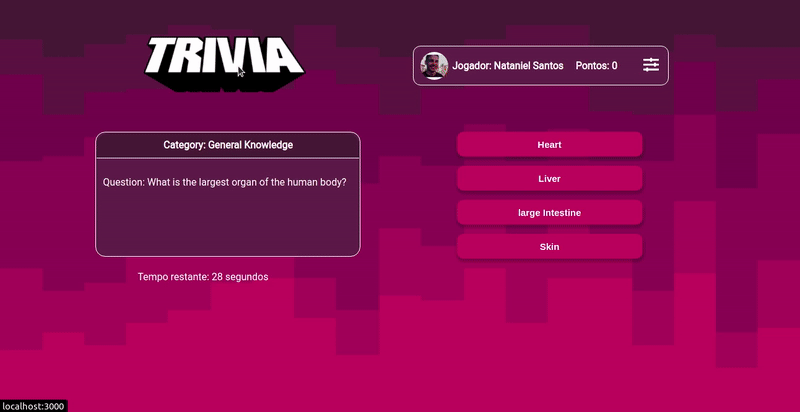 TRIVIA
Jogador: Nataniel Santos Pontos: 0
Category: General Knowledge
Question: What is the largest organ of the human body?
Heart
Liver
large Intestine
Skin
Tempo restante: 28 segundos
localhost:3000